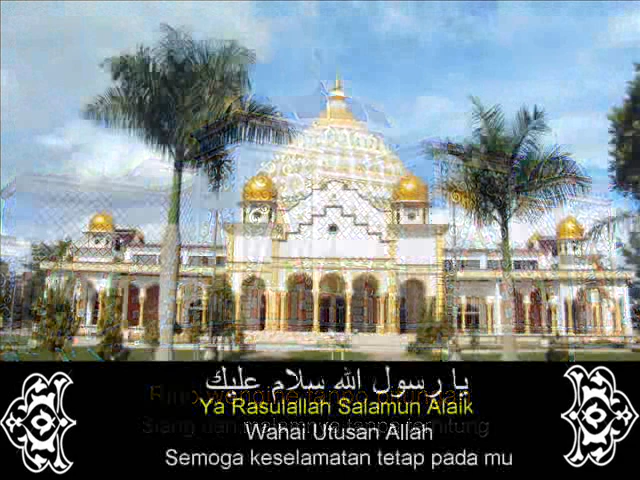 يا رسول الله سلام عليك
Ya Rasulallah Salamun Alaik
Wahai Utusan Allah
Semoga keselamatan tetap pada mu